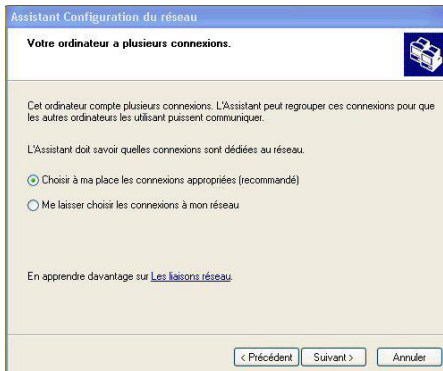 Assistant Configuration du réseau
Votre ordinateur a plusieurs connexions.
Cet ordinateur compte plusieurs connexions. L'Assistant peut regrouper ces connexions pour que
les autres ordinateurs les utilisant puissent communiquer.
L'Assistant doit savoir quelles connexions sont dédiées au réseau.
Choisir à ma place les connexions appropriées (recommandé)
Me laisser choisir les connexions à mon réseau
En apprendre davantage sur Les liaisons réseau.
< Précédent Suivant > Annuler